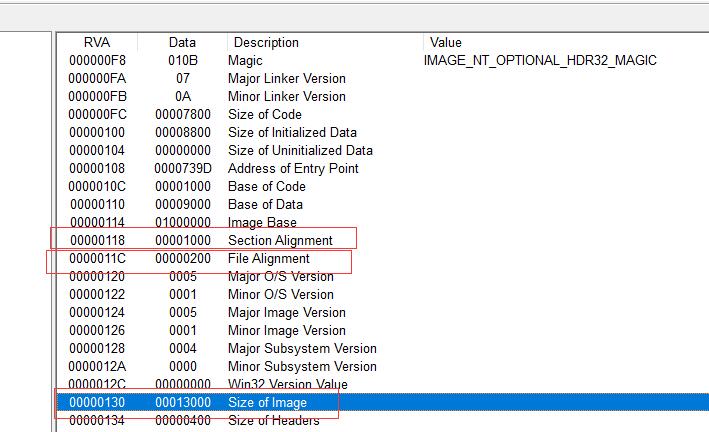 RVA Data Description Value
000000F8 010B Magic IMAGE_NT_OPTIONAL_HDR32_MAGIC
000000FA 07 Major Linker Version
000000FB 0A Minor Linker Version
000000FC 00007800 Size of Code
00000100 00008800 Size of Initialized Data
00000104 00000000 Size of Uninitialized Data
00000108 0000739D Address of Entry Point
0000010C 00001000 Base of Code
00000110 00009000 Base of Data
00000114 01000000 Image Base
00000118 00001000 Section Alignment
0000011C 00000200 File Alignment
00000120 0005 Major O/S Version
00000122 0001 Minor O/S Version
00000124 0005 Major Image Version
00000126 0001 Minor Image Version
00000128 0004 Major Subsystem Version
0000012A 0000 Minor Subsystem Version
0000012C 00000000 Win32 Version Value
00000130 00013000 Size of Image
00000134 00000400 Size of Headers